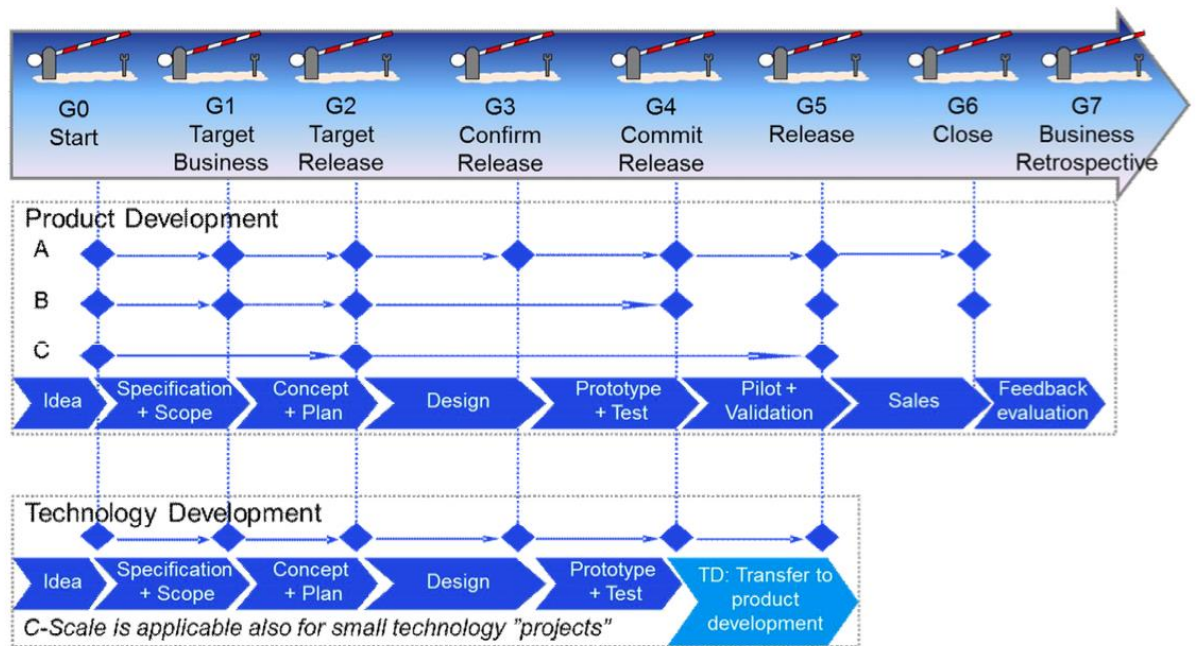 G0
Start
G1
Target
Business
G2
Target
Release
G3
Confirm
Release
G4
Commit
Release
G5
Release
G6
Close
G7
Business
Retrospective
Product Development
A
B
C
Idea
Specification
+ Scope
Concept
+ Plan
Design
Prototype
+ Test
Pilot +
Validation
Sales
Feedback
evaluation
Technology Development
Idea
Specification
+ Scope
Concept
+ Plan
Design
Prototype
+ Test
TD: Transfer to
product
development
C-Scale is applicable also for small technology "projects"